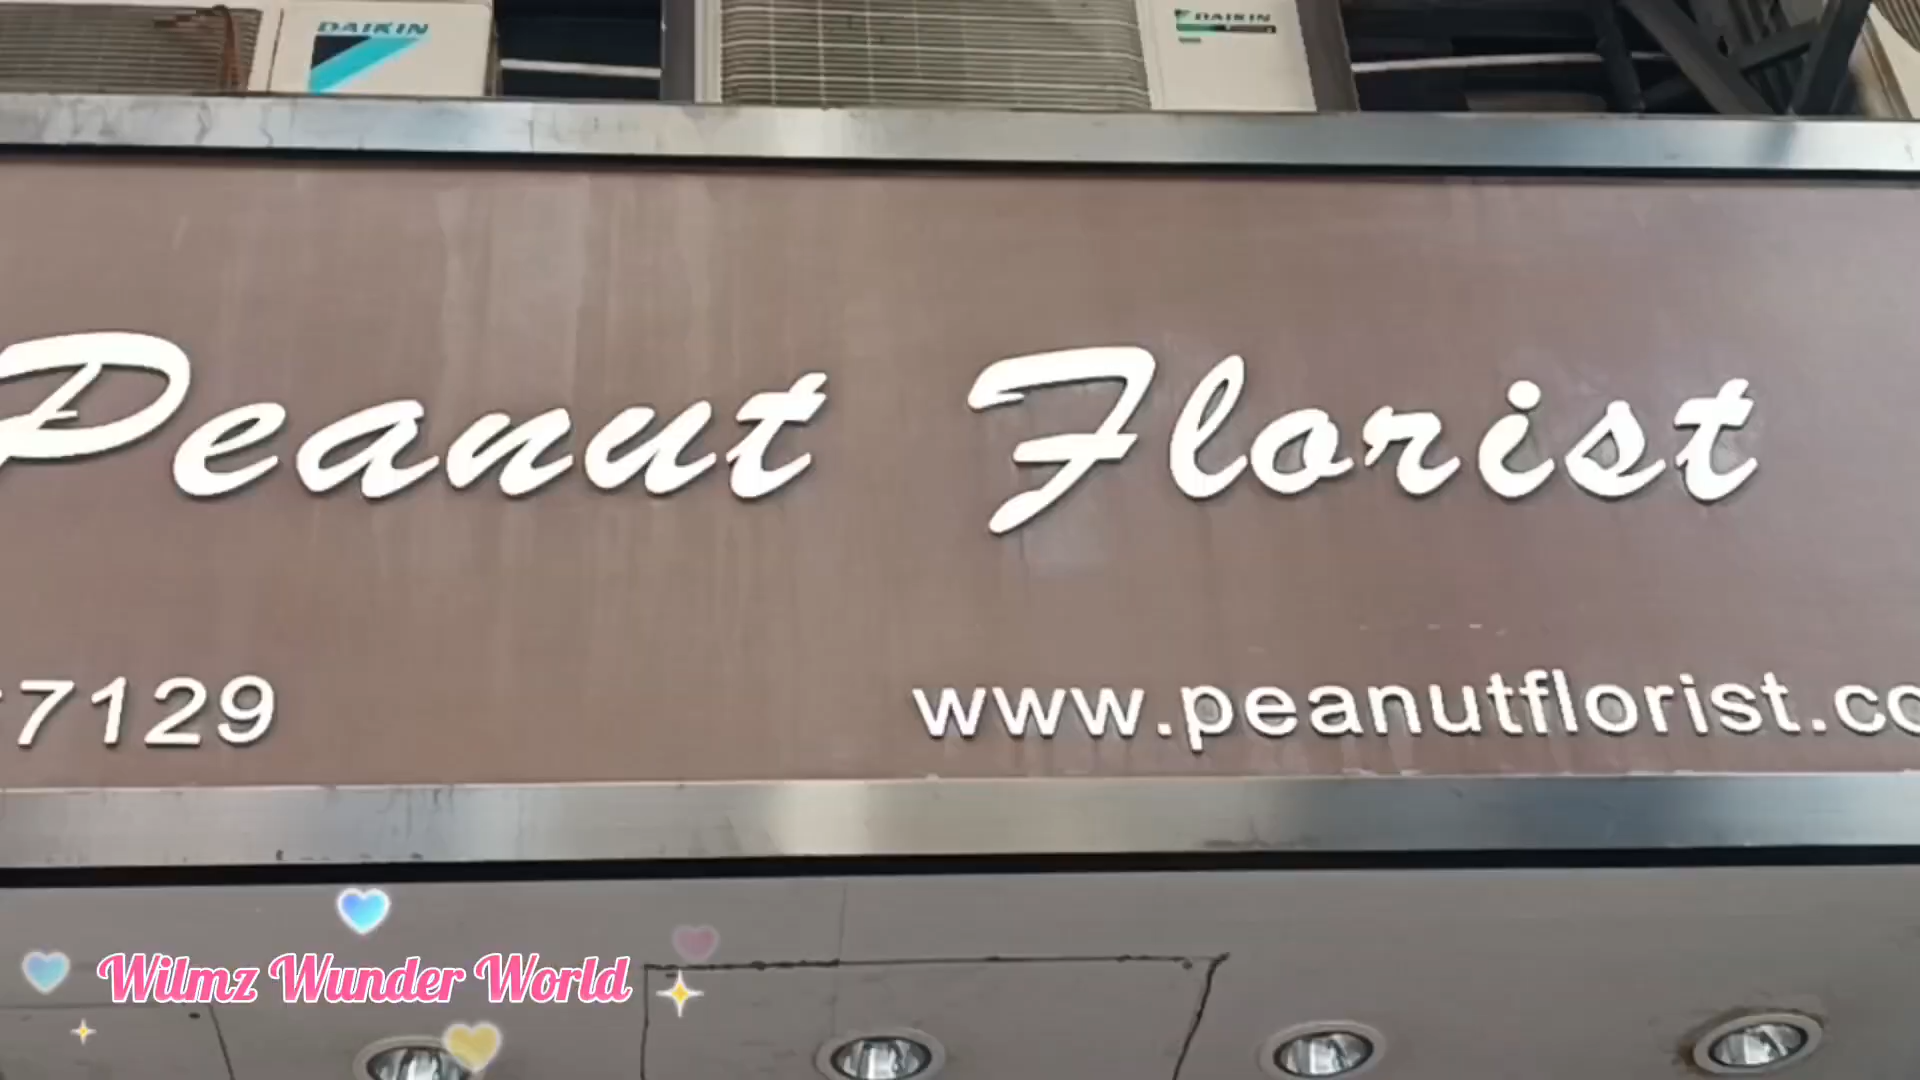 DAIKIN
DAIKIN
Peanut Florist
7129
www.peanutflorist.co
Wilmz Wunder World